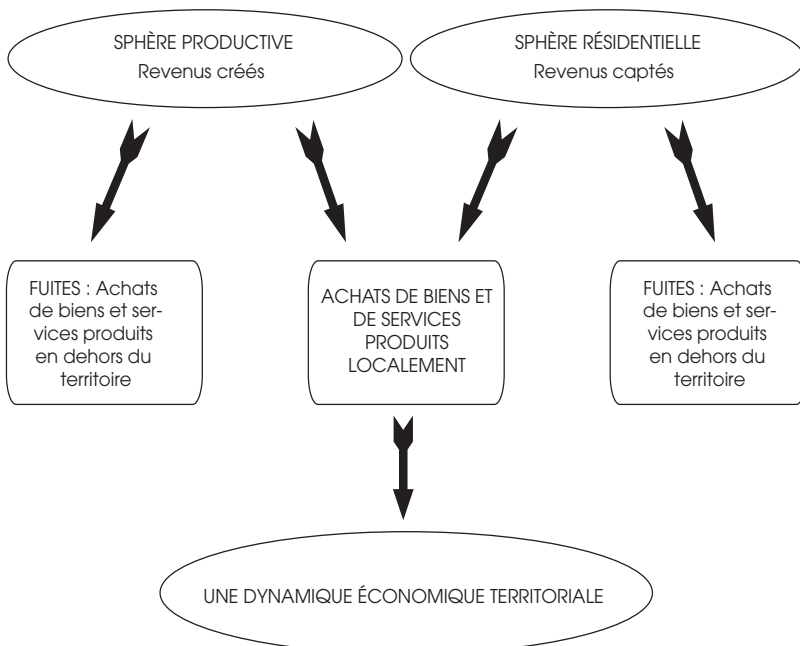 SPHÈRE PRODUCTIVE
Revenus créés
SPHÈRE RÉSIDENTIELLE
Revenus captés
FUITES : Achats
de biens et ser-
vices produits
en dehors du
territoire
ACHATS DE BIENS ET
DE SERVICES
PRODUITS
LOCALEMENT
FUITES : Achats
de biens et ser-
vices produits
en dehors du
territoire
UNE DYNAMIQUE ÉCONOMIQUE TERRITORIALE